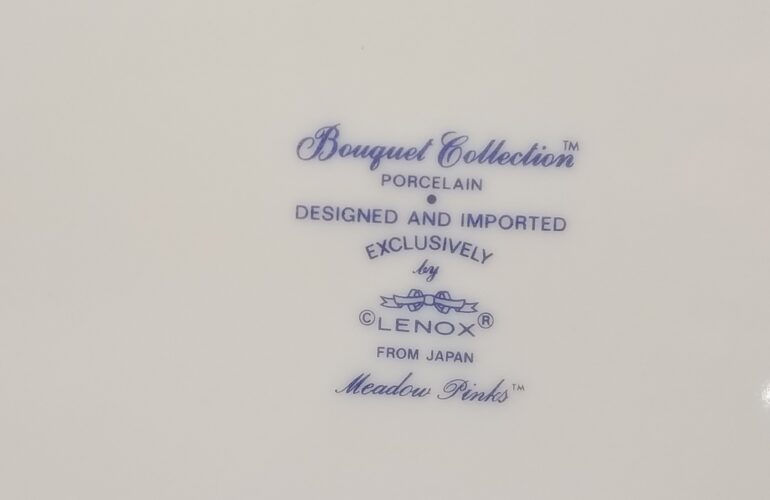 Bouquet Collection™
PORCELAIN
•
DESIGNED AND IMPORTED
EXCLUSIVELY
by
©LENOX®
FROM JAPAN
Meadow Pinks™